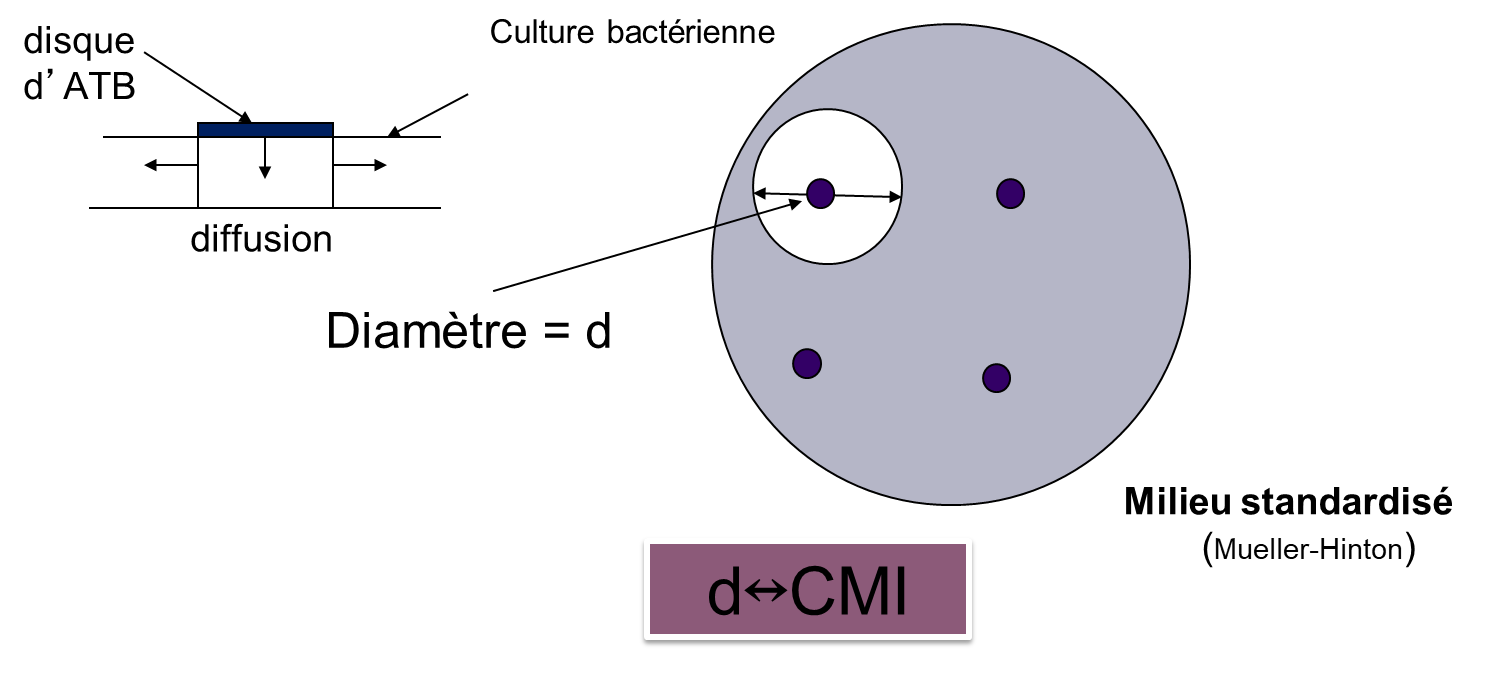 disque
d’ ATB
Culture bactérienne
diffusion
Diamètre = d
Milieu standardisé
(Mueller-Hinton)
d↔CMI